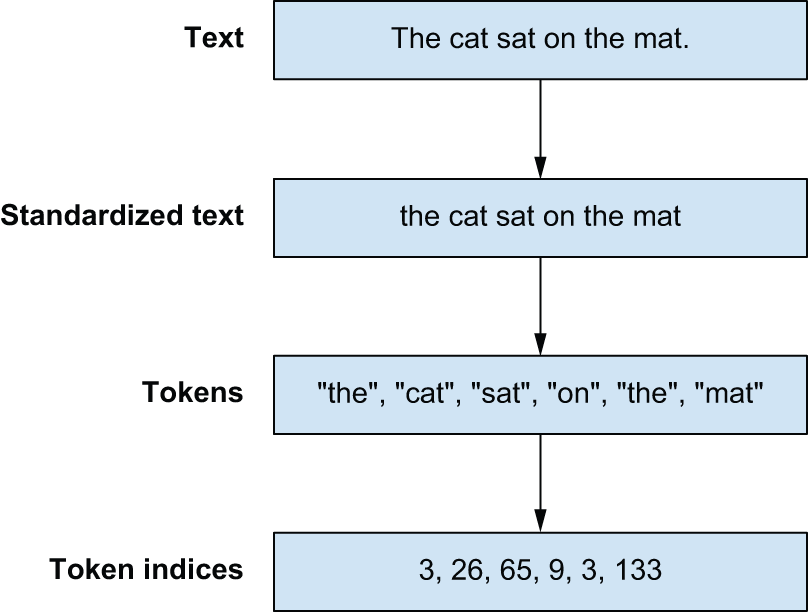 Text
The cat sat on the mat.
Standardized text
the cat sat on the mat
Tokens
"the", "cat", "sat", "on", "the", "mat"
Token indices
3, 26, 65, 9, 3, 133